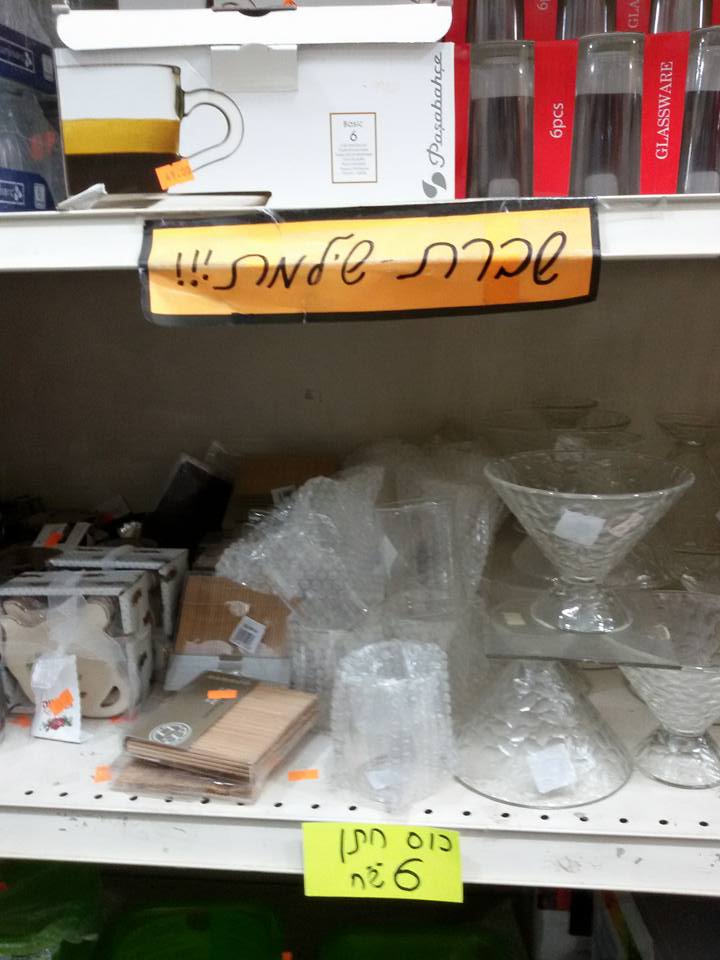 Paşabahçe
Basic
6
6pcs
GLASSWARE
שברת - שילמת!!!
כוס חתן
6 ש"ח